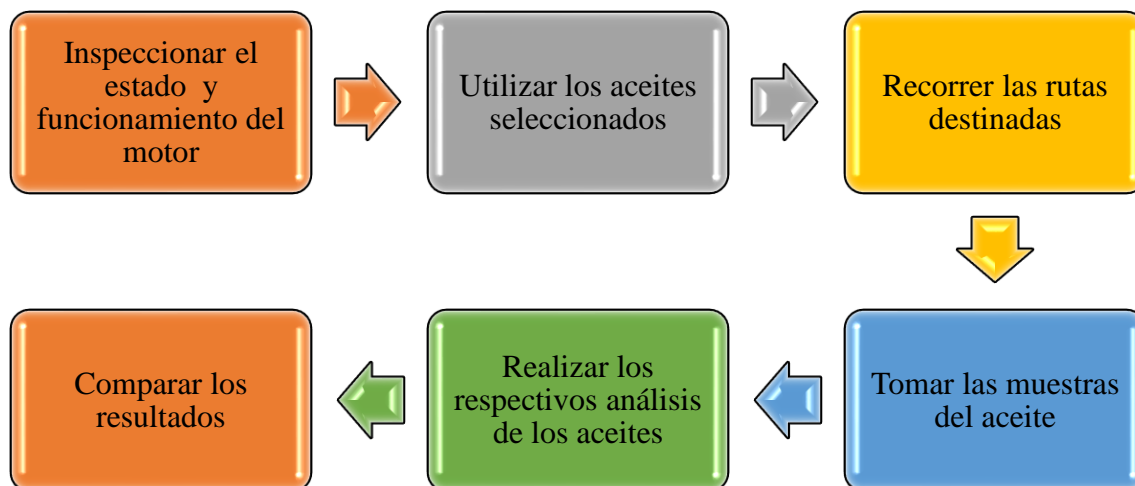 Inspeccionar el
estado y
funcionamiento del
motor
Utilizar los aceites
seleccionados
Recorrer las rutas
destinadas
Tomar las muestras
del aceite
Realizar los
respectivos análisis
de los aceites
Comparar los
resultados